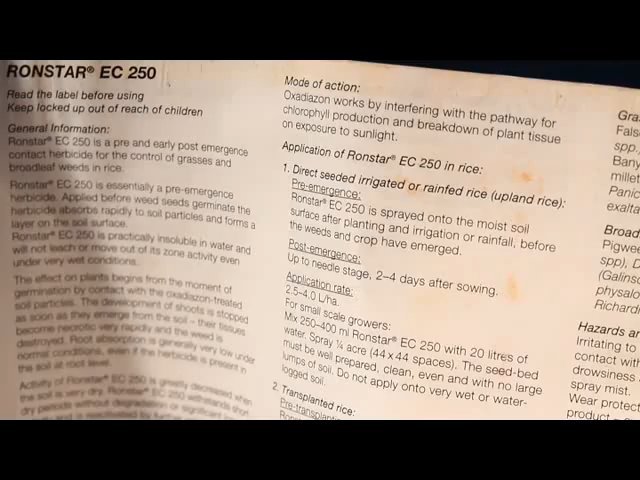 RONSTAR® EC 250
Read the label before using
Keep locked up out of reach of children
General Information:
Ronstar® EC 250 is a pre and early post emergence
contact herbicide for the control of grasses and
broadleaf weeds in rice.
Ronstar® EC 250 is essentially a pre-emergence
herbicide. Applied before weed seeds germinate the
herbicide absorbs rapidly to soil particles and forms a
layer on the soil surface.
Ronstar® EC 250 is practically insoluble in water and
will not leach or move out of its zone activity even
under very wet conditions.
The effect on plants begins from the moment of
germination by contact with the oxadiazon-treated
soil particles. The development of shoots is stopped
as soon as they emerge from the soil – their tissues
become necrotic very rapidly and the weed is
destroyed. Root absorption is generally very low under
normal conditions, even if the herbicide is present in
the soil at root level.
Activity of Ronstar® EC 250 is greatly decreased when
the soil is very dry. Ronstar® EC 250 withstands short
dry periods without degradation or significant
Mode of action:
Oxadiazon works by interfering with the pathway for
chlorophyll production and breakdown of plant tissue
on exposure to sunlight.
Application of Ronstar® EC 250 in rice:
1. Direct seeded irrigated or rainfed rice (upland rice):
Pre-emergence:
Ronstar® EC 250 is sprayed onto the moist soil
surface after planting and irrigation or rainfall, before
the weeds and crop have emerged.
Post-emergence:
Up to needle stage, 2–4 days after sowing.
Application rate:
2.5–4.0 L/ha.
For small scale growers:
Mix 250–400 ml Ronstar® EC 250 with 20 litres of
water. Spray ¼ acre (44 x 44 spaces). The seed-bed
must be well prepared, clean, even and with no large
lumps of soil. Do not apply onto very wet or water-
logged soil.
2. Transplanted rice:
Pre-transplant
Gras
Fals
spp.
Bany
millet
Panic
exalta
Broad
Pigwee
spp), D
(Galinso
physalo
Richardi
Hazards an
Irritating to
contact with
drowsiness
spray mist.
Wear protect
product